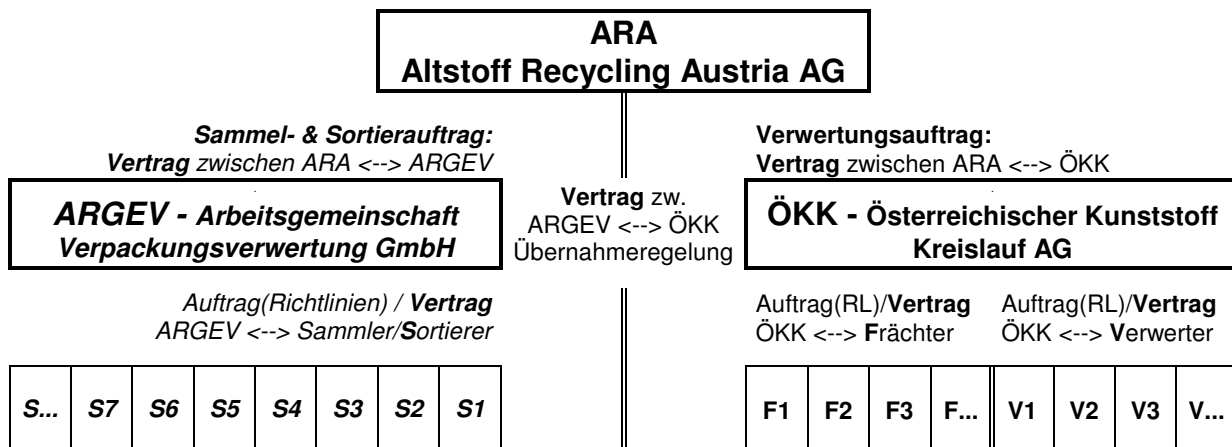 ARA
Altstoff Recycling Austria AG
Sammel- & Sortierauftrag:
Vertrag zwischen ARA <--> ARGEV
Verwertungsauftrag:
Vertrag zwischen ARA <--> ÖKK
ARGEV - Arbeitsgemeinschaft
Verpackungsverwertung GmbH
Vertrag zw.
ARGEV <--> ÖKK
Übernahmeregelung
ÖKK - Österreichischer Kunststoff
Kreislauf AG
Auftrag(Richtlinien) / Vertrag
ARGEV <--> Sammler/Sortierer
Auftrag(RL)/Vertrag
ÖKK <--> Frächter
Auftrag(RL)/Vertrag
ÖKK <--> Verwerter
S... S7 S6 S5 S4 S3 S2 S1
F1 F2 F3 F... V1 V2 V3 V...